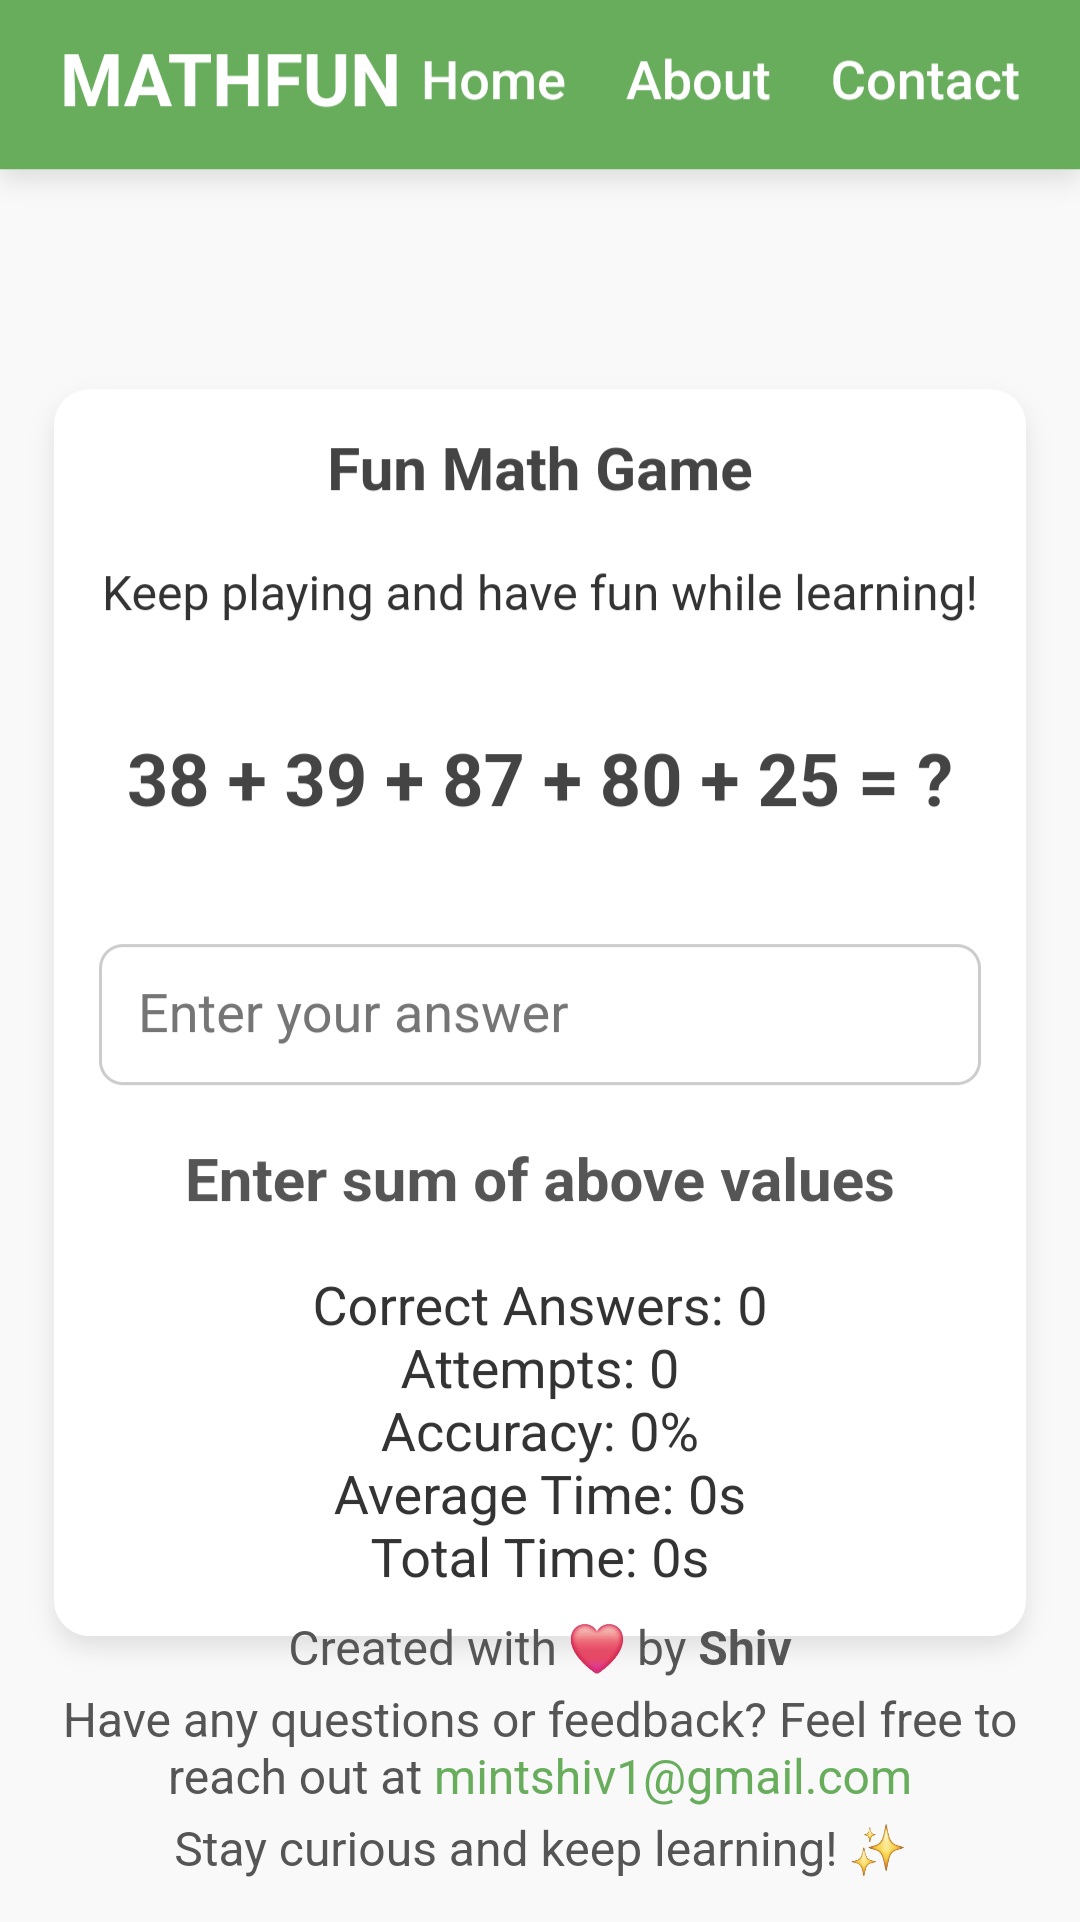 MATHFUN Home About Contact
Fun Math Game
Keep playing and have fun while learning!
38 + 39 + 87 + 80 + 25 = ?
Enter your answer
Enter sum of above values
Correct Answers: 0
Attempts: 0
Accuracy: 0%
Average Time: 0s
Total Time: 0s
Created with ❤️ by Shiv
Have any questions or feedback? Feel free to
reach out at mintshiv1@gmail.com
Stay curious and keep learning! ✨